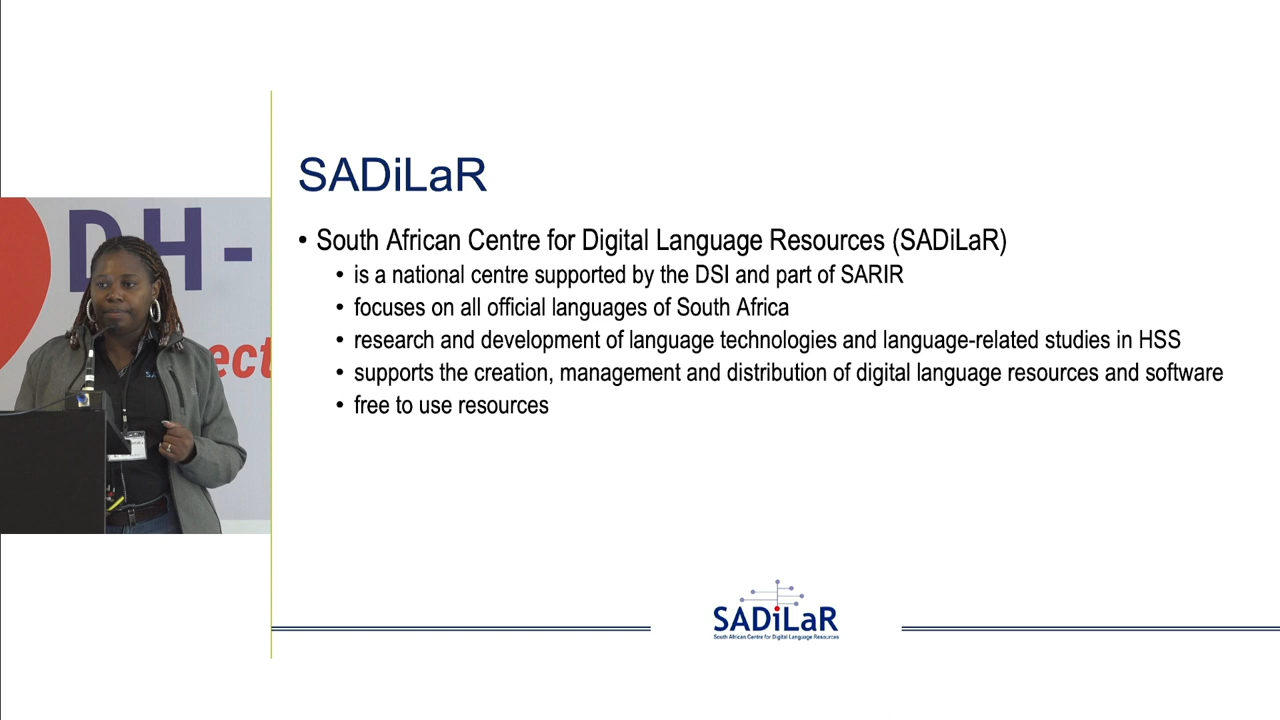 SADiLaR
• South African Centre for Digital Language Resources (SADiLaR)
• is a national centre supported by the DSI and part of SARIR
• focuses on all official languages of South Africa
• research and development of language technologies and language-related studies in HSS
• supports the creation, management and distribution of digital language resources and software
• free to use resources
DH-
ect
SADiLaR
South African Centre for Digital Language Resources